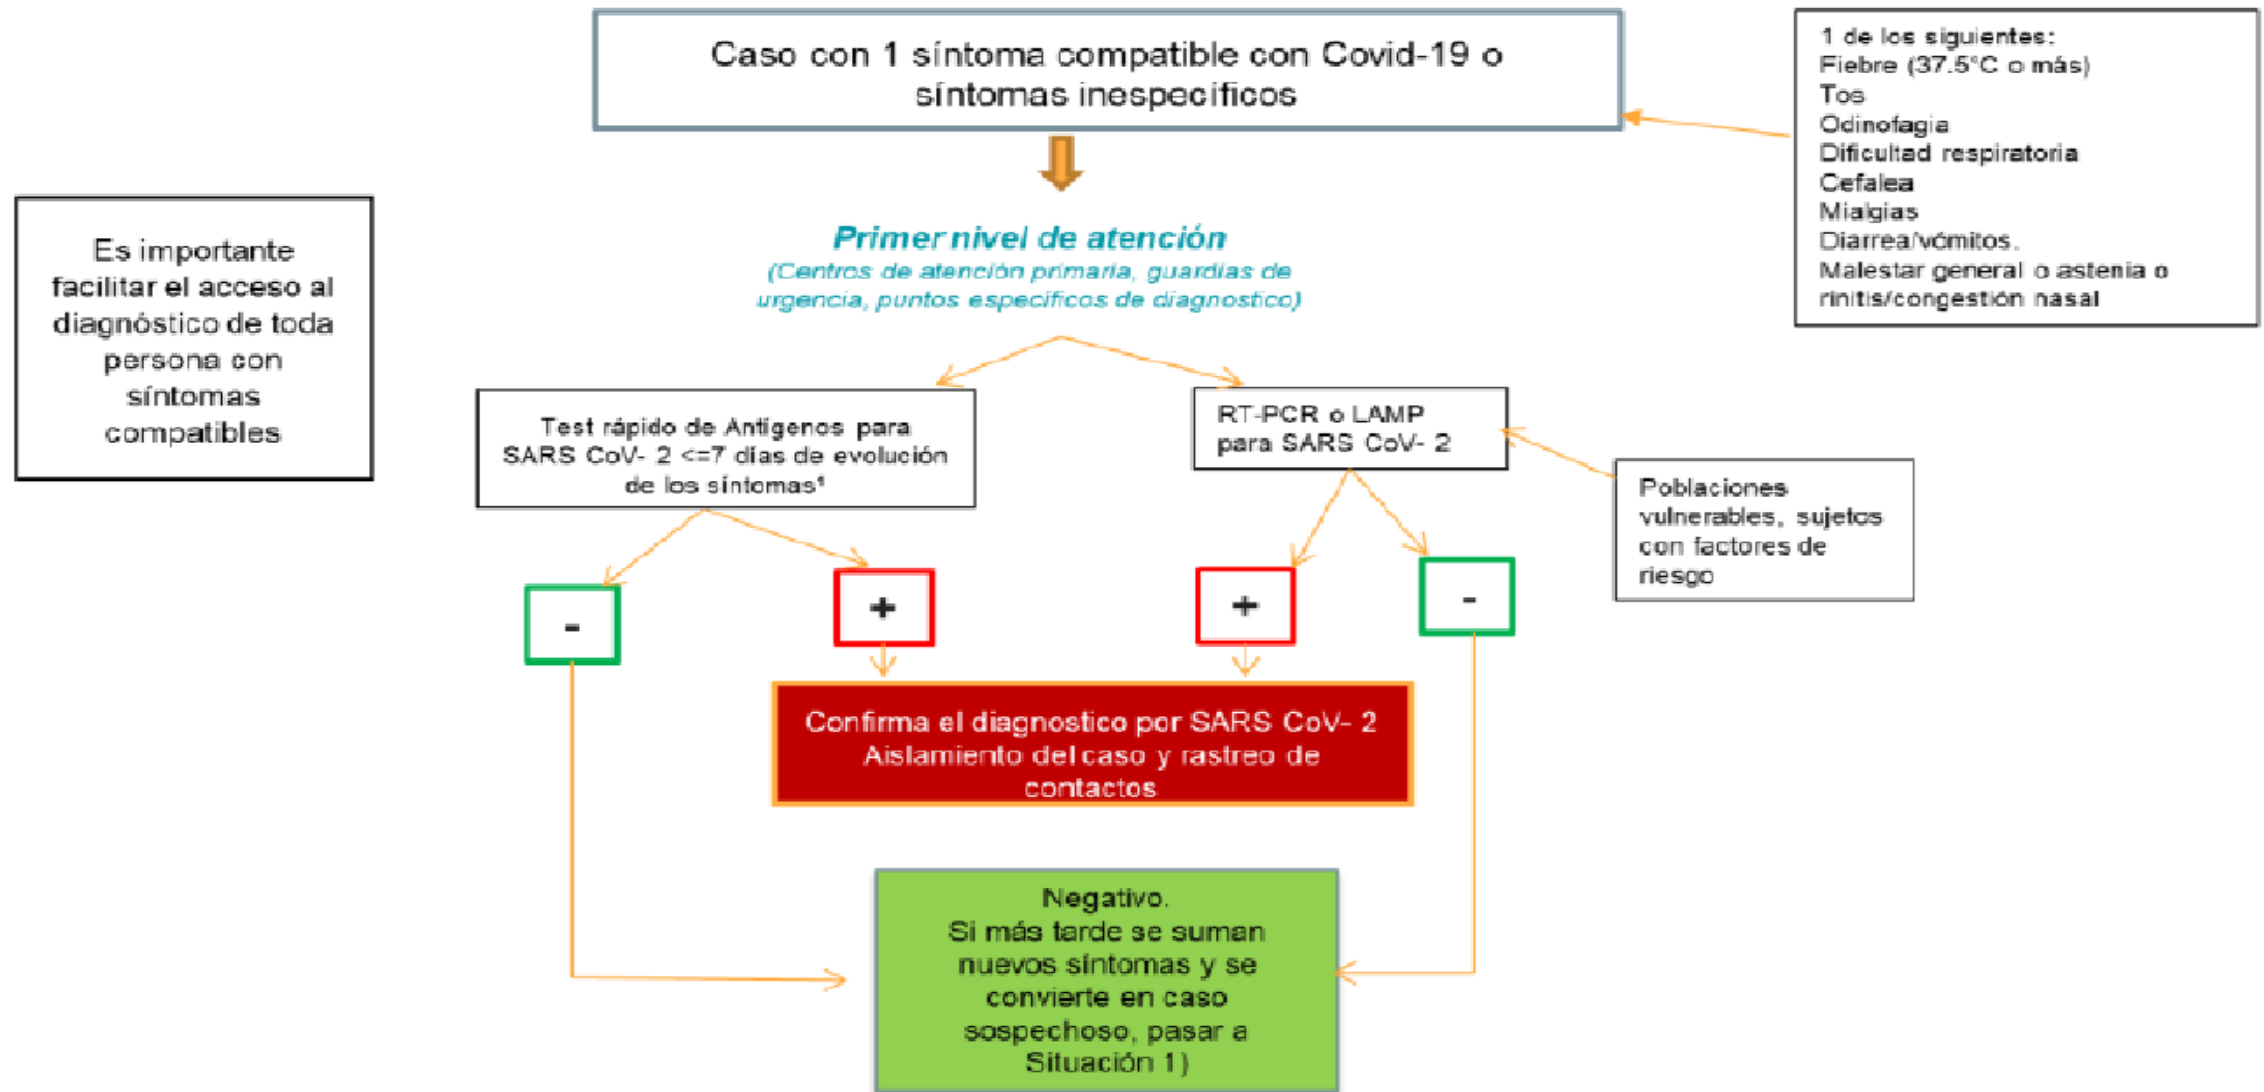 Caso con 1 síntoma compatible con Covid-19 o
síntomas inespecificos
1 de los siguientes:
Fiebre (37.5°C o más)
Tos
Odinofagia
Dificultad respiratoria
Cefalea
Mialgias
Diarrea/vómitos.
Malestar general o astenia o
rinitis/congestión nasal
Es importante
facilitar el acceso al
diagnóstico de toda
persona con
síntomas
compatibles
Primer nivel de atención
(Centros de atención primaria, guardias de
urgencia, puntos especificos de diagnostico)
Test rápido de Antígenos para
SARS CoV- 2 <=7 días de evolución
de los síntomas¹
RT-PCR o LAMP
para SARS CoV- 2
Poblaciones
vulnerables, sujetos
con factores de
riesgo
-
+
+
-
Confirma el diagnostico por SARS CoV- 2
Aislamiento del caso y rastreo de
contactos
Negativo.
Si más tarde se suman
nuevos síntomas y se
convierte en caso
sospechoso, pasar a
Situación 1)